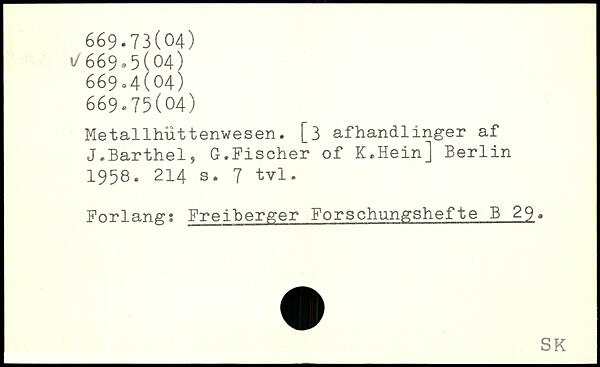 669.73(04)
√ 669.5(04)
669.4(04)
669.75(04)
Metallhüttenwesen. [3 afhandlinger af
J.Barthel, G.Fischer of K.Hein] Berlin
1958. 214 s. 7 tvl.
Forlang: Freiberger Forschungshefte B 29.
SK